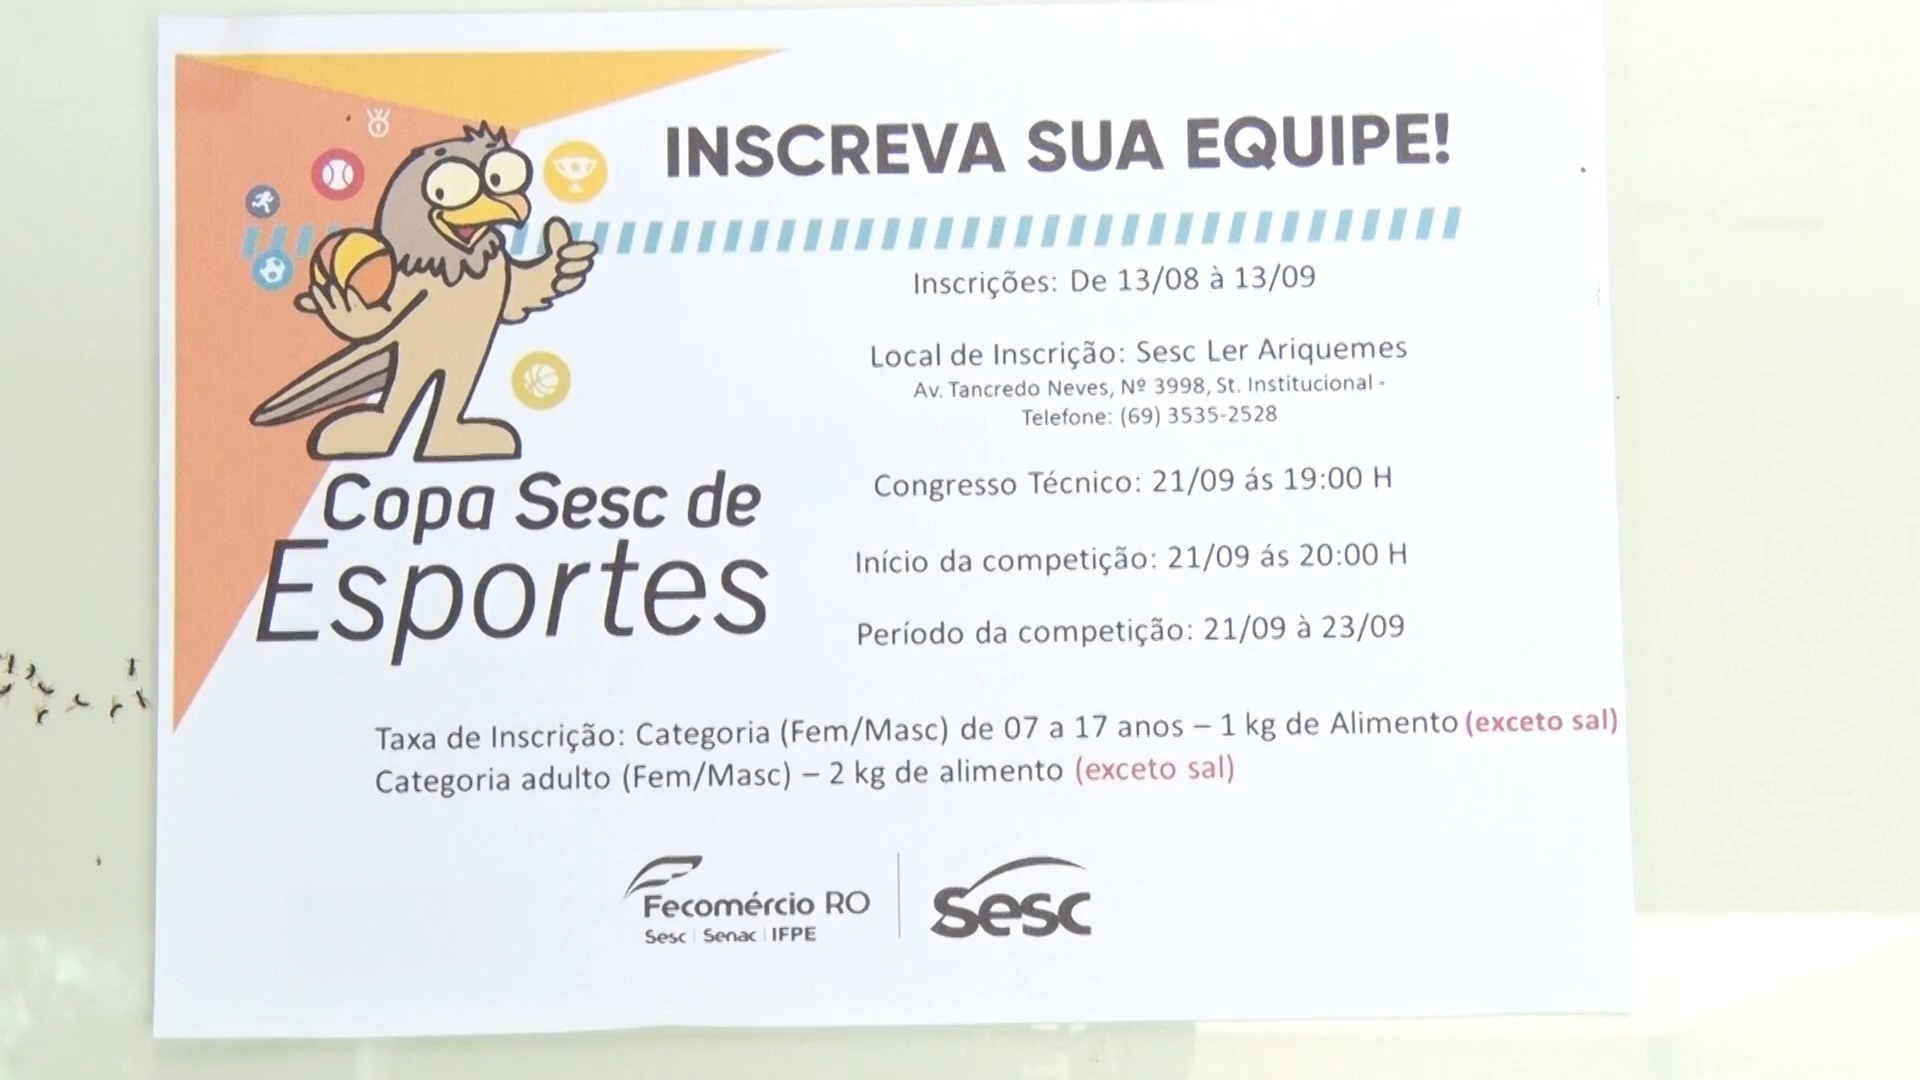 INSCREVA SUA EQUIPE!
Inscrições: De 13/08 à 13/09
Local de Inscrição: Sesc Ler Ariquemes
Av. Tancredo Neves, Nº 3998, St. Institucional -
Telefone: (69) 3535-2528
Congresso Técnico: 21/09 ás 19:00 H
Início da competição: 21/09 ás 20:00 H
Período da competição: 21/09 à 23/09
Copa Sesc de
Esportes
Taxa de Inscrição: Categoria (Fem/Masc) de 07 a 17 anos – 1 kg de Alimento (exceto sal)
Categoria adulto (Fem/Masc) – 2 kg de alimento (exceto sal)
Fecomércio RO
Sesc | Senac | IFPE
Sesc